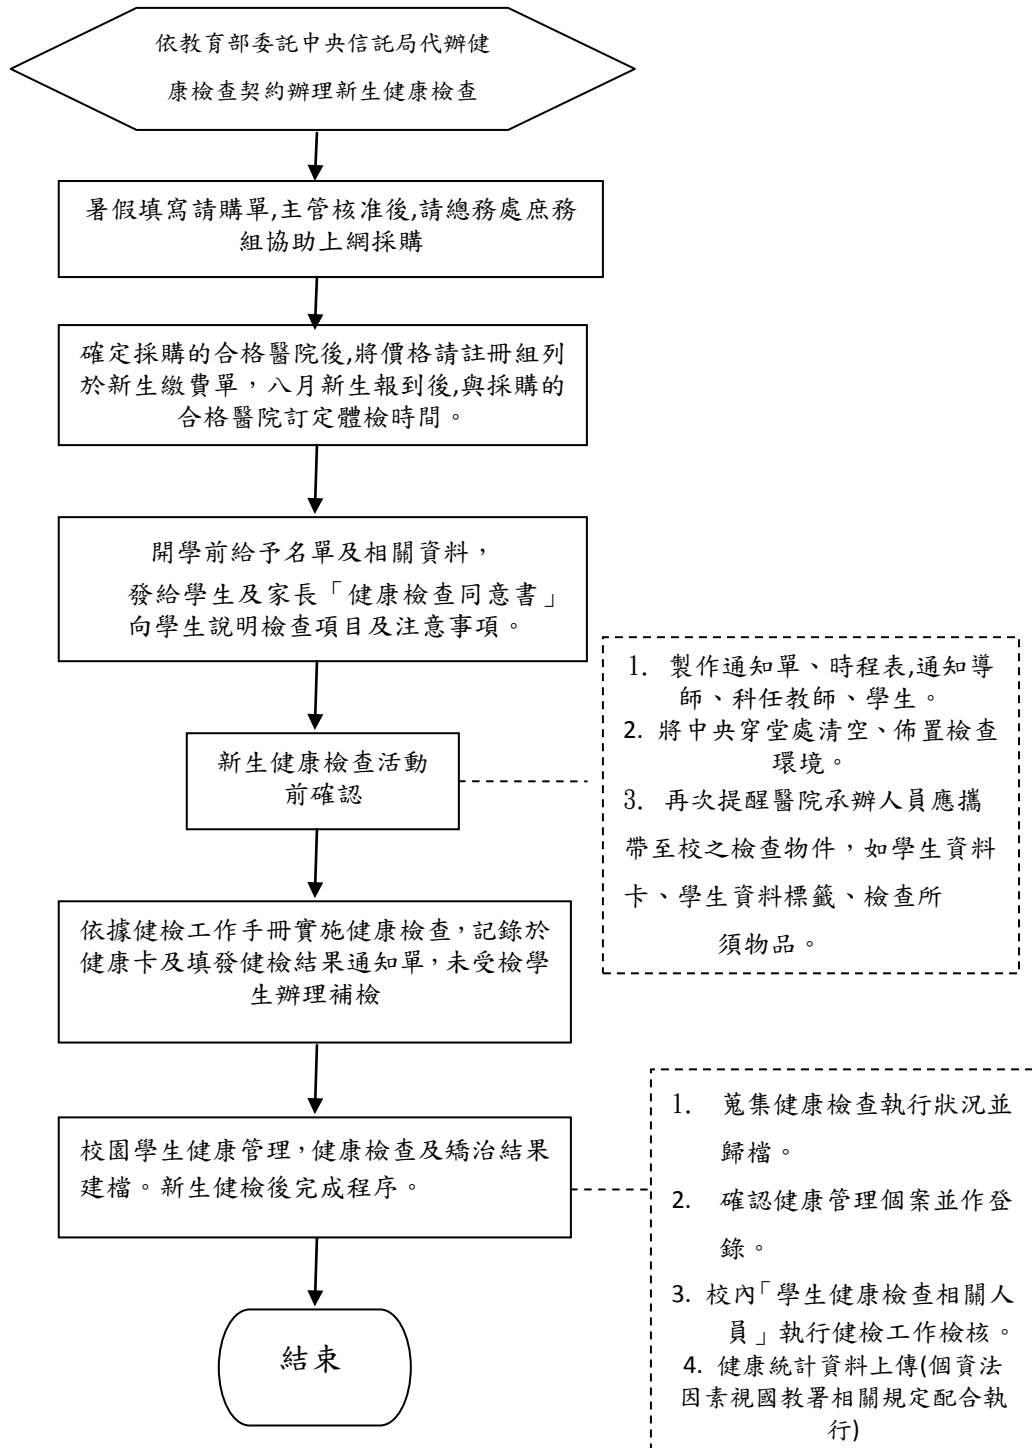 依教育部委託中央信託局代辦健
康檢查契約辦理新生健康檢查
暑假填寫請購單,主管核准後,請總務處庶務
組協助上網採購
確定採購的合格醫院後,將價格請註冊組列
於新生繳費單，八月新生報到後,與採購的
合格醫院訂定體檢時間。
開學前給予名單及相關資料，
發給學生及家長「健康檢查同意書」
向學生說明檢查項目及注意事項。
新生健康檢查活動
前確認
1. 製作通知單、時程表,通知導
師、科任教師、學生。
2. 將中央穿堂處清空、佈置檢查
環境。
3. 再次提醒醫院承辦人員應攜
帶至校之檢查物件，如學生資料
卡、學生資料標籤、檢查所
須物品。
依據健檢工作手冊實施健康檢查，記錄於
健康卡及填發健檢結果通知單，未受檢學
生辦理補檢
校園學生健康管理，健康檢查及矯治結果
建檔。新生健檢後完成程序。
1. 蒐集健康檢查執行狀況並
歸檔。
2. 確認健康管理個案並作登
錄。
3. 校內「學生健康檢查相關人
員」執行健檢工作檢核。
4. 健康統計資料上傳(個資法
因素視國教署相關規定配合執
行)
結束